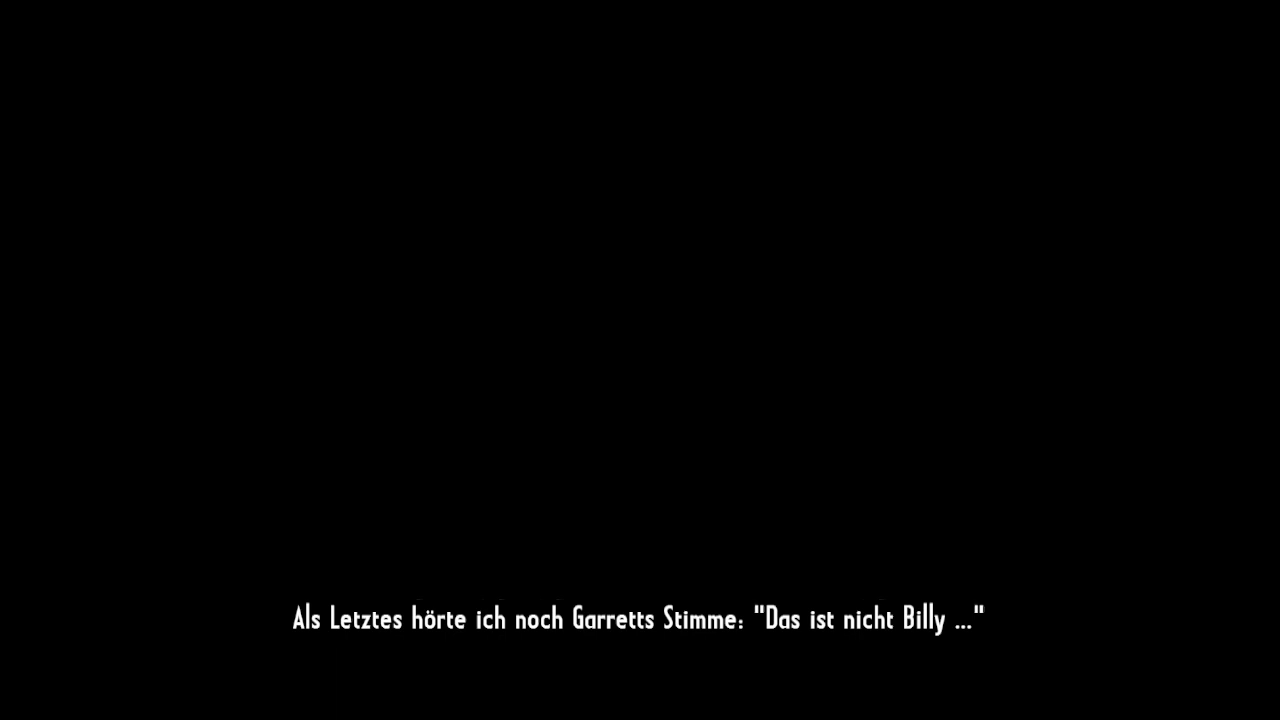 Als Letztes hörte ich noch Garretts Stimme: "Das ist nicht Billy ..."